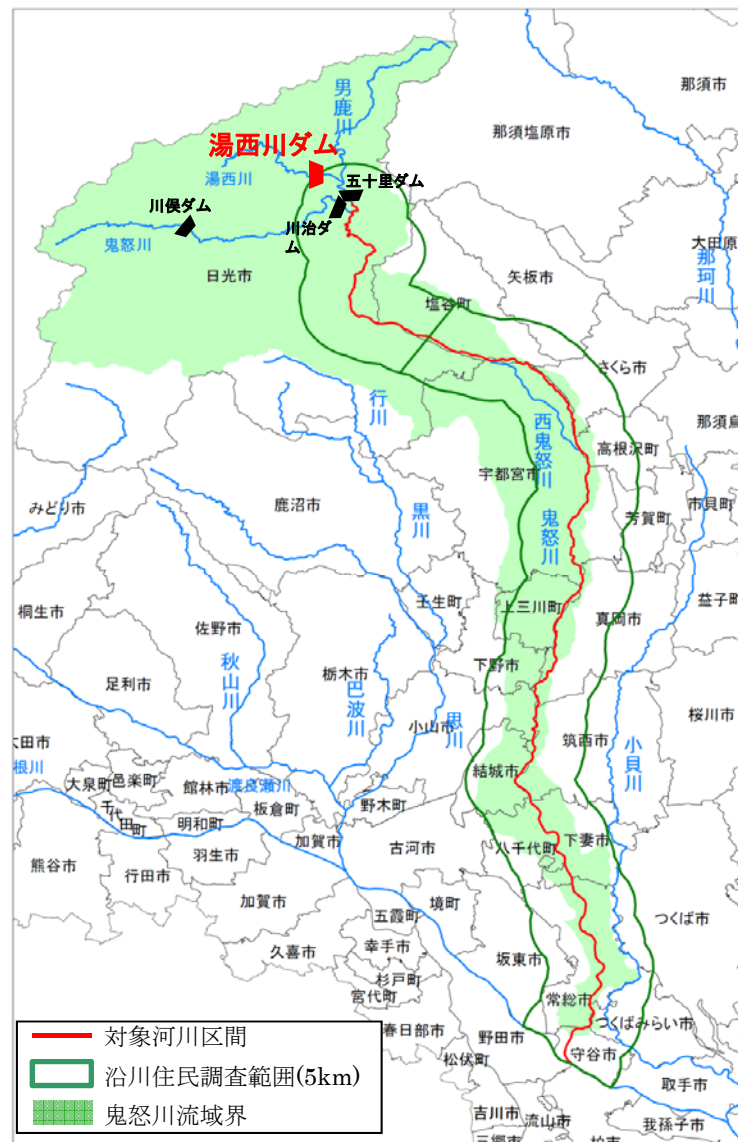 那須市
男鹿川
那須塩原市
湯西川ダム
湯西川
五十里ダム
川俣ダム
川治ダ
ム
鬼怒川
日光市
大田原
那珂川
矢板市
塩谷町
さくら市
行川
西鬼怒川
那須烏
高根沢町
宇都宮市
みどり市
鹿沼市
黒川
鬼怒川
市貝町
芳賀町
壬生町
上三川町
益子町
桐生市
佐野市
真岡市
秋山川
下野市
足利市
栃木市
巴波川
思川
小山市
桜川市
筑西市
小貝川
太田市
根川
結城市
大泉町
邑楽町
館林市
渡良瀬川
千代
田町
板倉町
野木町
明和町
加賀市
古河市
八千代町
下妻市
熊谷市
行田市
羽生市
加賀市
境町
つくば市
五霞町
久喜市
幸手市
坂東市
杉戸町
宮代町
常総市
つくばみらい市
春日部市
野田市
守谷市
松伏町
取手市
吉川市
流山市
我孫子市
三郷市
柏市
対象河川区間
沿川住民調査範囲(5km)
鬼怒川流域界